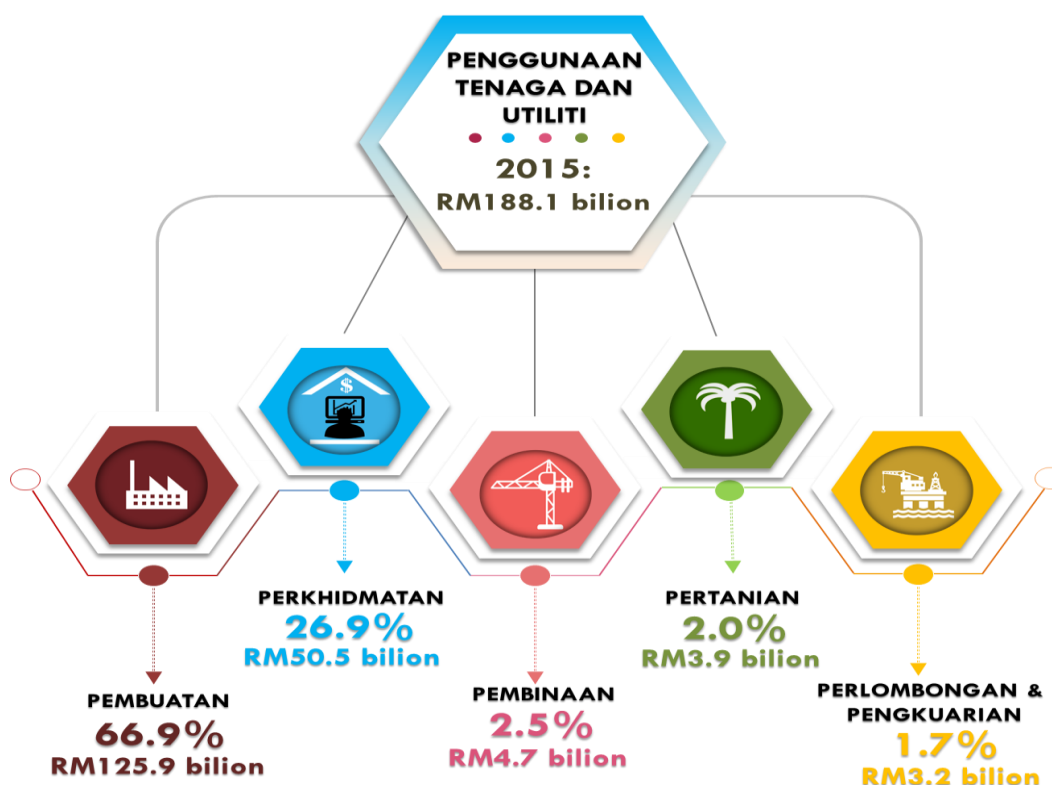 PENGGUNAAN
TENAGA DAN
UTILITI
2015:
RM188.1 bilion
$
PEMBUATAN
66.9%
RM125.9 bilion
PERKHIDMATAN
26.9%
RM50.5 bilion
PEMBINAAN
2.5%
RM4.7 bilion
PERTANIAN
2.0%
RM3.9 bilion
PERLOMBONGAN &
PENGKUARIAN
1.7%
RM3.2 bilion